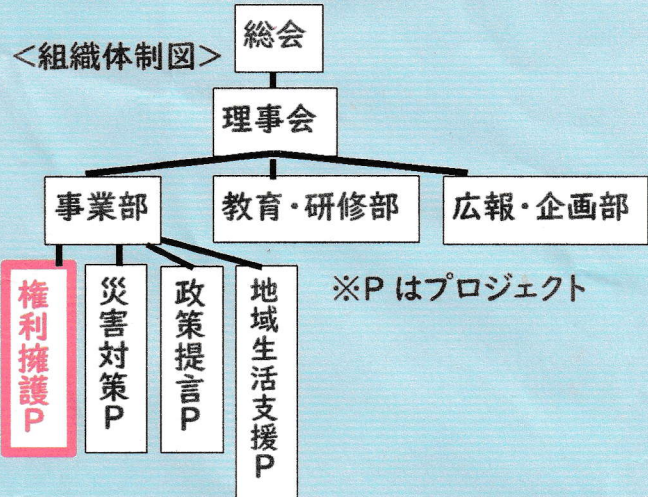 総会
＜組織体制図＞
理事会
事業部
教育・研修部
広報・企画部
権利擁護P
災害対策P
政策提言P
地域生活支援P
※Pはプロジェクト